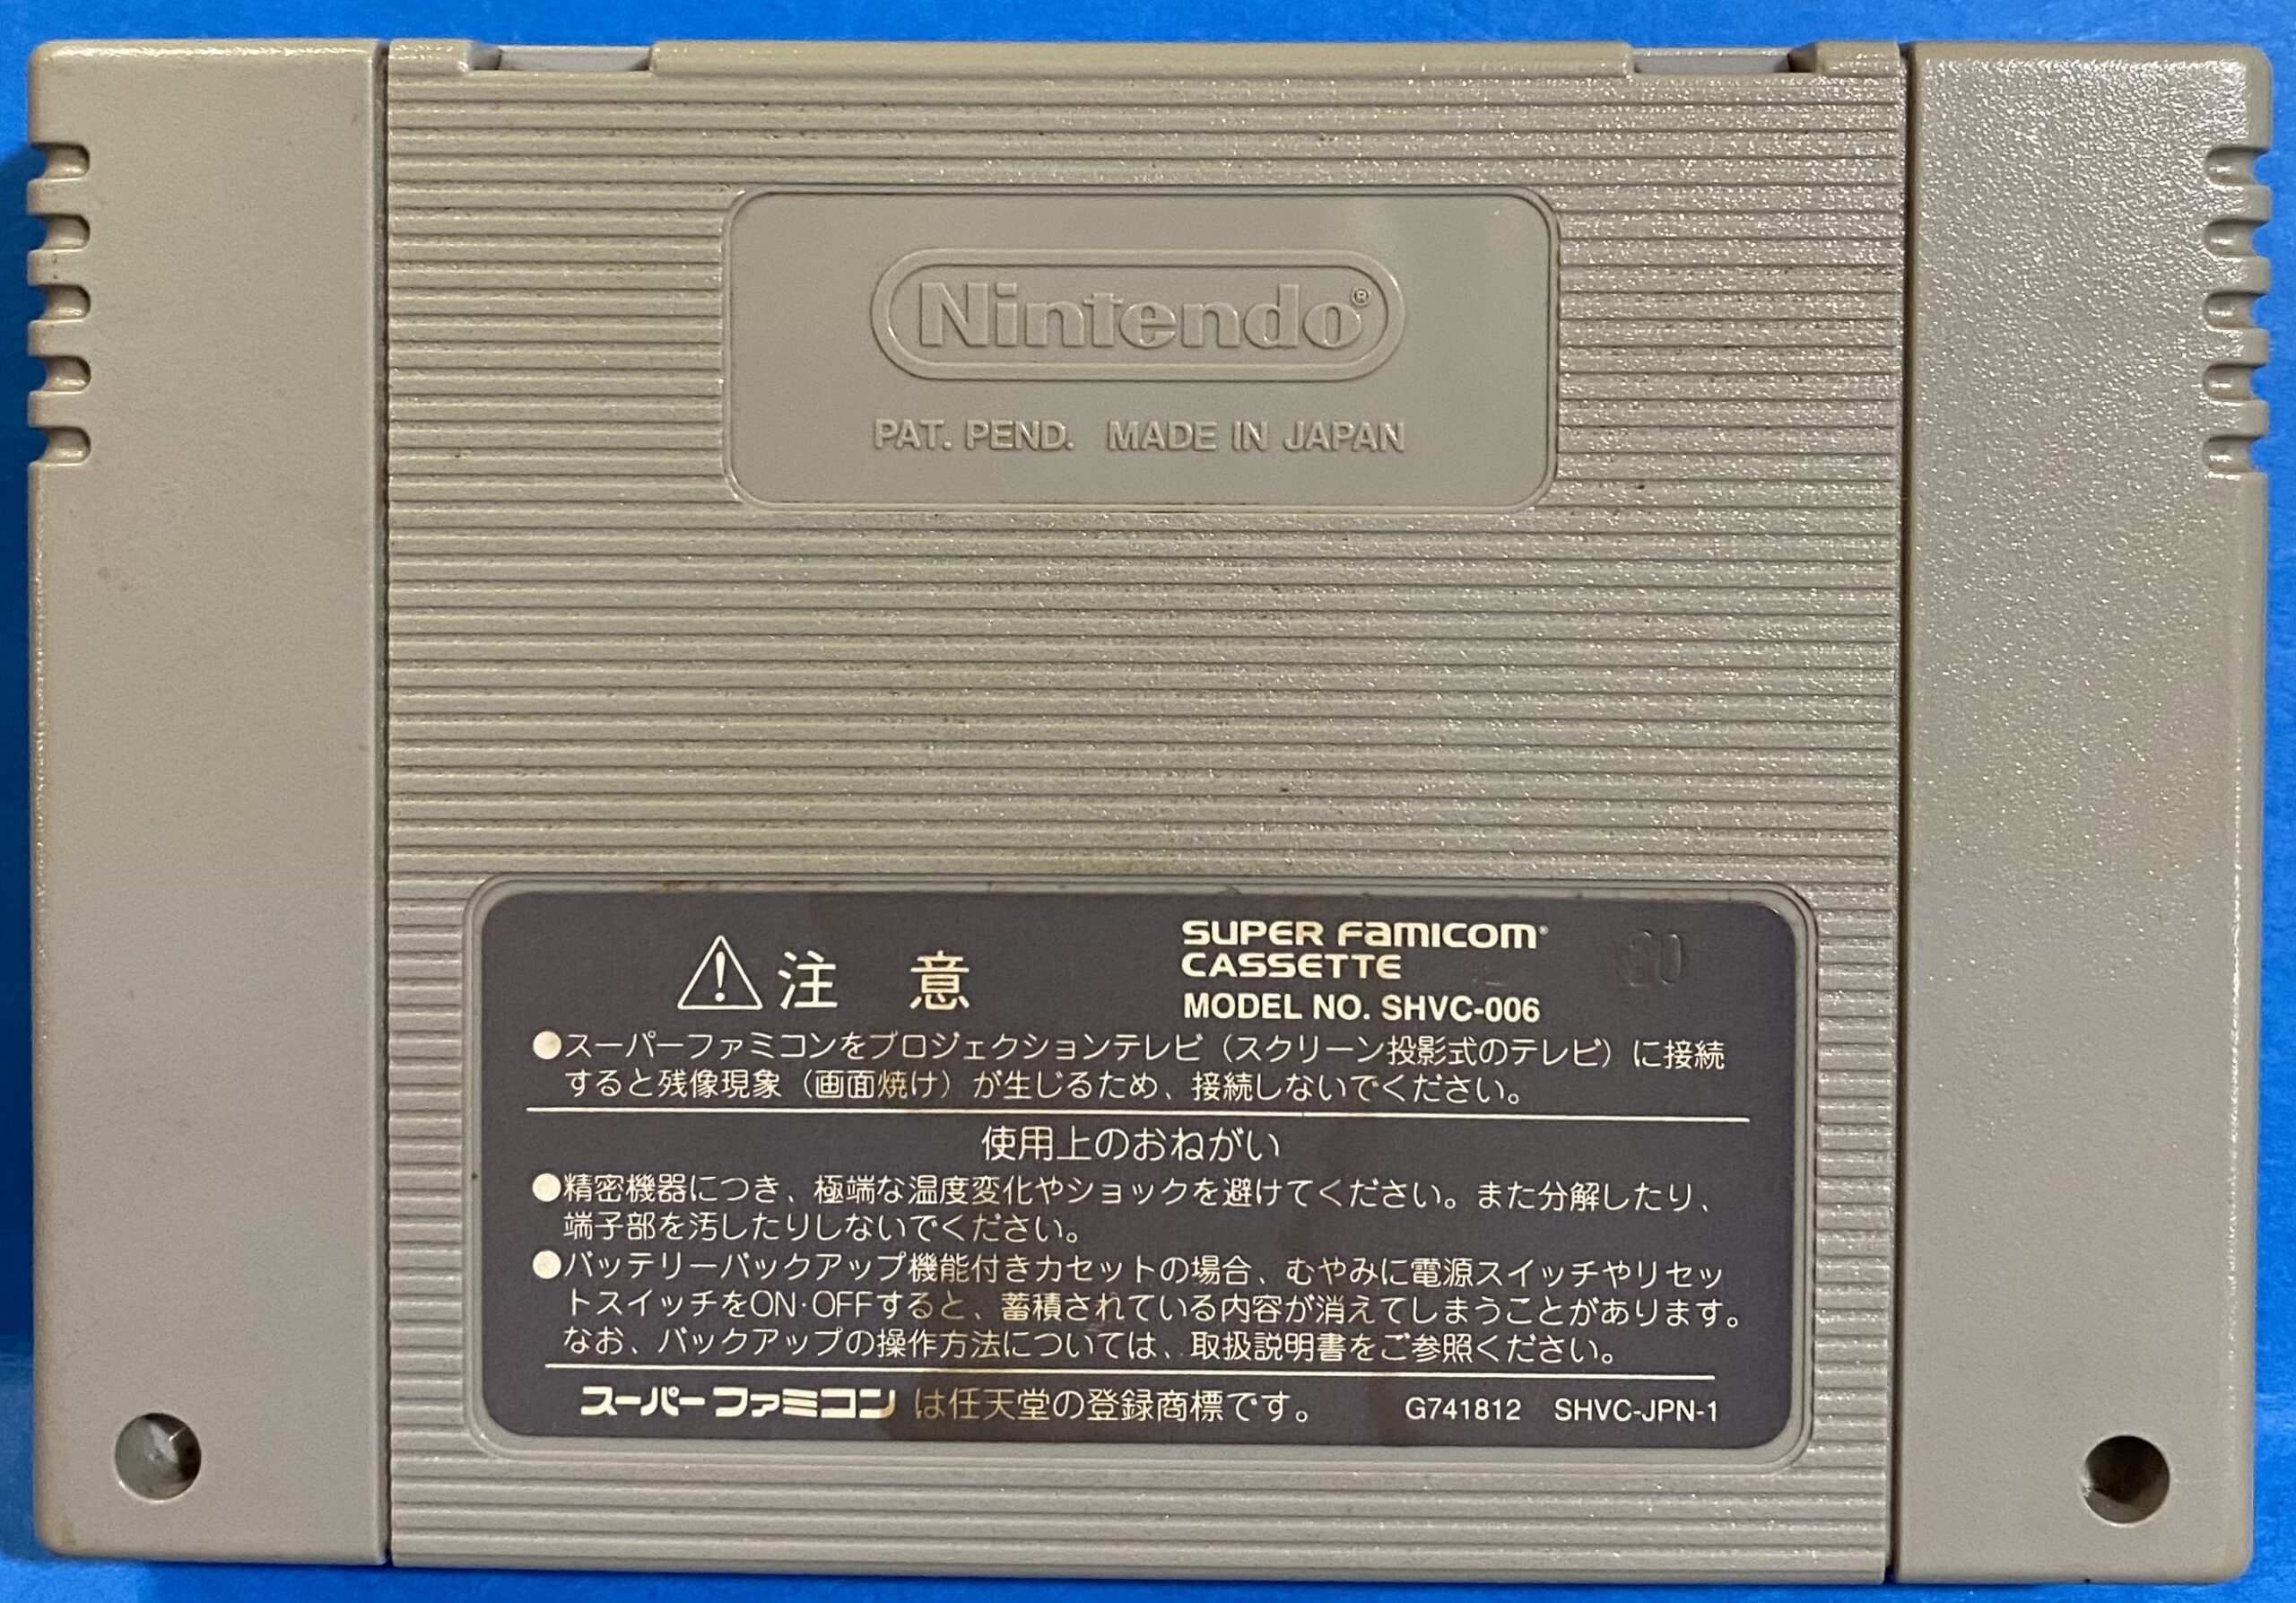 Nintendo®
PAT. PEND. MADE IN JAPAN
注意
SUPER Famicom®
CASSETTE
MODEL NO. SHVC-006
●スーパーファミコンをプロジェクションテレビ（スクリーン投影式のテレビ）に接続
すると残像現象（画面焼け）が生じるため、接続しないでください。
使用上のおねがい
●精密機器につき、極端な温度変化やショックを避けてください。また分解したり、
端子部を汚したりしないでください。
●バッテリーバックアップ機能付きカセットの場合、むやみに電源スイッチやリセッ
トスイッチをON·OFFすると、蓄積されている内容が消えてしまうことがあります。
なお、バックアップの操作方法については、取扱説明書をご参照ください。
スーパーファミコン は任天堂の登録商標です。
G741812 SHVC-JPN-1